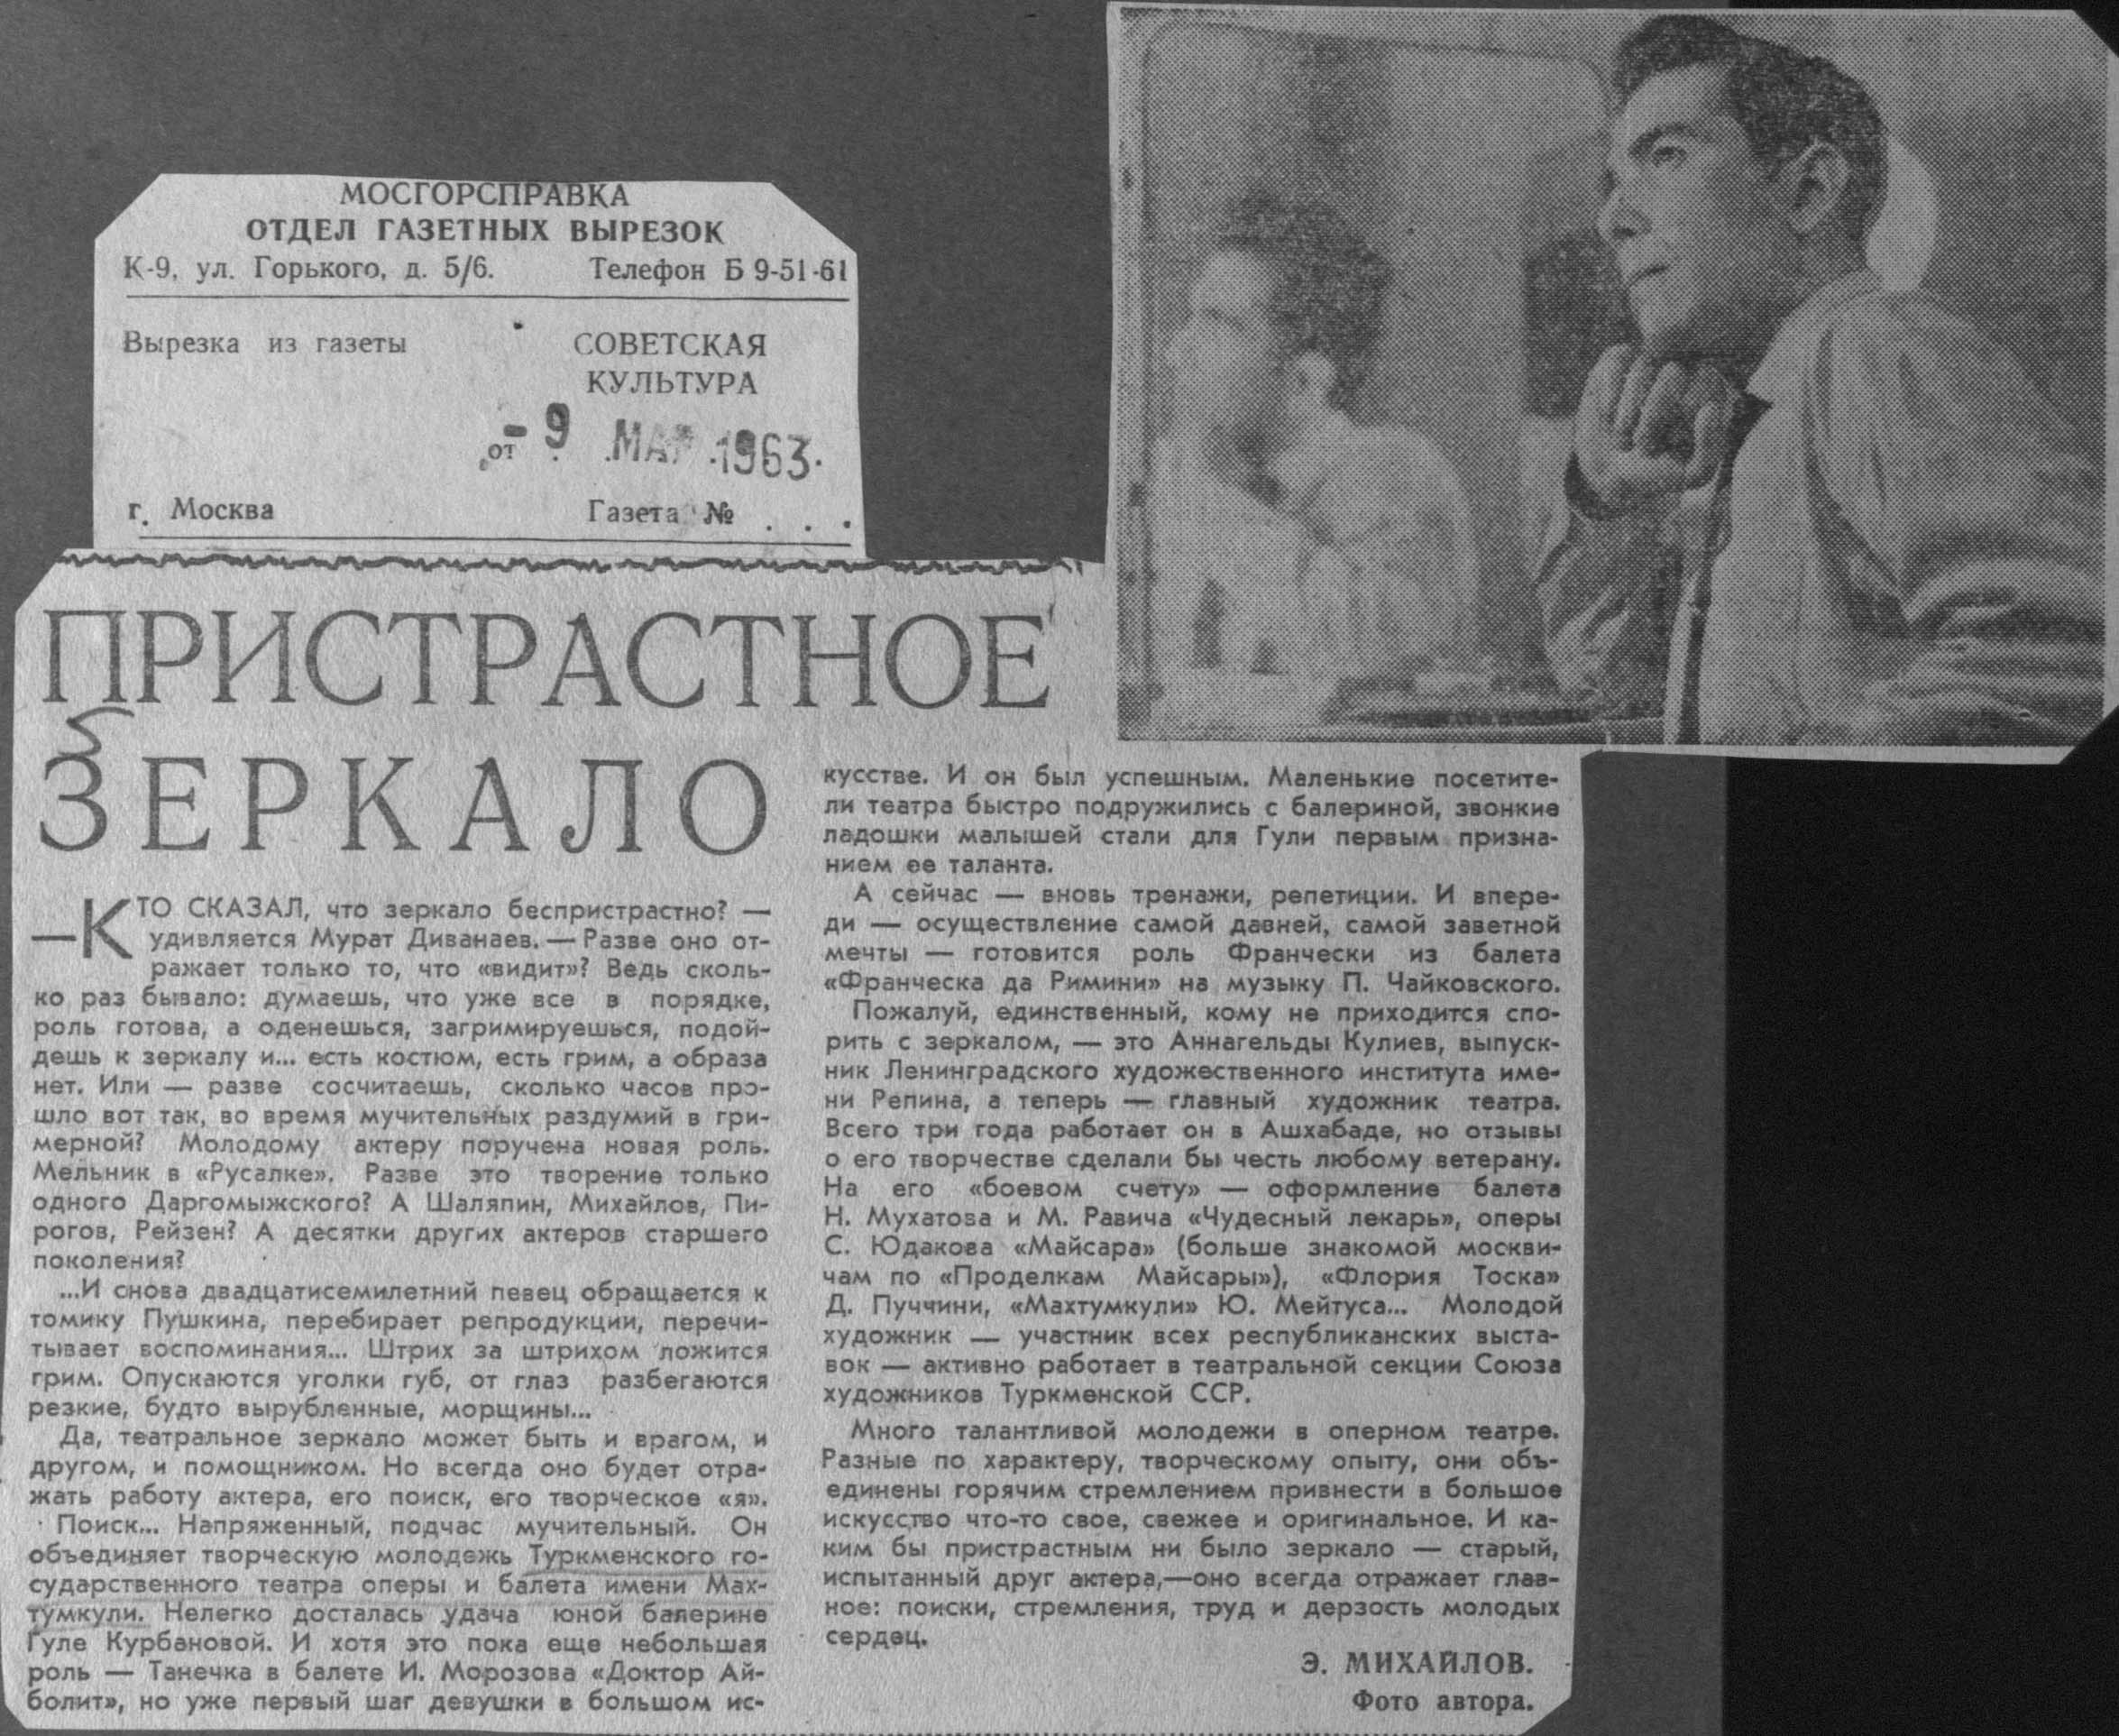 МОСГОРСПРАВКА
ОТДЕЛ ГАЗЕТНЫХ ВЫРЕЗОК
К-9, ул. Горького, д. 5/6. Телефон Б 9-51-61
Вырезка из газеты СОВЕТСКАЯ
КУЛЬТУРА
от - 9 МАР 1963
г. Москва Газета № . . .
ПРИСТРАСТНОЕ
ЗЕРКАЛО
—КТО СКАЗАЛ, что зеркало беспристрастно? —
удивляется Мурат Диванаев. — Разве оно от-
ражает только то, что «видит»? Ведь сколь-
ко раз бывало: думаешь, что уже все в порядке,
роль готова, а оденешься, загримируешься, подой-
дешь к зеркалу и... есть костюм, есть грим, а образа
нет. Или — разве сосчитаешь, сколько часов про-
шло вот так, во время мучительных раздумий в гри-
мерной? Молодому актеру поручена новая роль.
Мельник в «Русалке». Разве это творение только
одного Даргомыжского? А Шаляпин, Михайлов, Пи-
рогов, Рейзен? А десятки других актеров старшего
поколения?
...И снова двадцатисемилетний певец обращается к
томику Пушкина, перебирает репродукции, перечи-
тывает воспоминания... Штрих за штрихом ложится
грим. Опускаются уголки губ, от глаз разбегаются
резкие, будто вырубленные, морщины...
Да, театральное зеркало может быть и врагом, и
другом, и помощником. Но всегда оно будет отра-
жать работу актера, его поиск, его творческое «я».
Поиск... Напряженный, подчас мучительный. Он
объединяет творческую молодежь Туркменского го-
сударственного театра оперы и балета имени Мах-
тумкули. Нелегко досталась удача юной балерине
Гуле Курбановой. И хотя это пока еще небольшая
роль — Танечка в балете И. Морозова «Доктор Ай-
болит», но уже первый шаг девушки в большом ис-
кусстве. И он был успешным. Маленькие посетите-
ли театра быстро подружились с балериной, звонкие
ладошки малышей стали для Гули первым призна-
нием ее таланта.
А сейчас — вновь тренажи, репетиции. И впере-
ди — осуществление самой давней, самой заветной
мечты — готовится роль Франчески из балета
«Франческа да Римини» на музыку П. Чайковского.
Пожалуй, единственный, кому не приходится спо-
рить с зеркалом, — это Аннагельды Кулиев, выпуск-
ник Ленинградского художественного института име-
ни Репина, а теперь — главный художник театра.
Всего три года работает он в Ашхабаде, но отзывы
о его творчестве сделали бы честь любому ветерану.
На его «боевом счету» — оформление балета
Н. Мухатова и М. Равича «Чудесный лекарь», оперы
С. Юдакова «Майсара» (больше знакомой москви-
чам по «Проделкам Майсары»), «Флория Тоска»
Д. Пуччини, «Махтумкули» Ю. Мейтуса... Молодой
художник — участник всех республиканских выста-
вок — активно работает в театральной секции Союза
художников Туркменской ССР.
Много талантливой молодежи в оперном театре.
Разные по характеру, творческому опыту, они объ-
единены горячим стремлением привнести в большое
искусство что-то свое, свежее и оригинальное. И ка-
ким бы пристрастным ни было зеркало — старый,
испытанный друг актера,—оно всегда отражает глав-
ное: поиски, стремления, труд и дерзость молодых
сердец.
Э. МИХАЙЛОВ.
Фото автора.